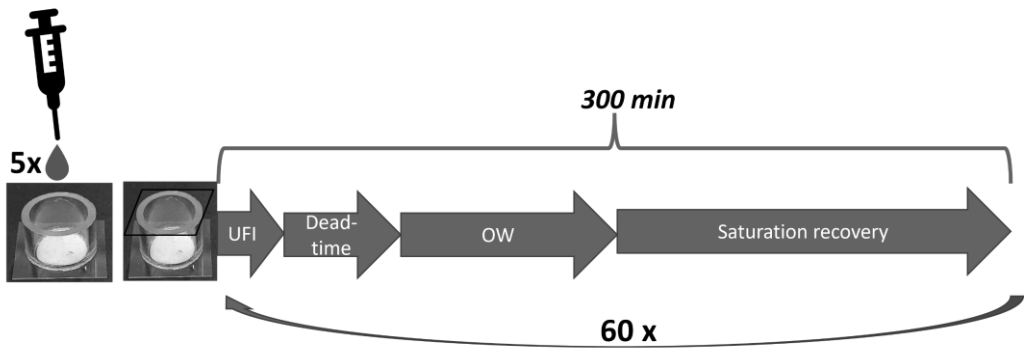 300 min
5x
UFI
Dead-
time
OW
Saturation recovery
60 x